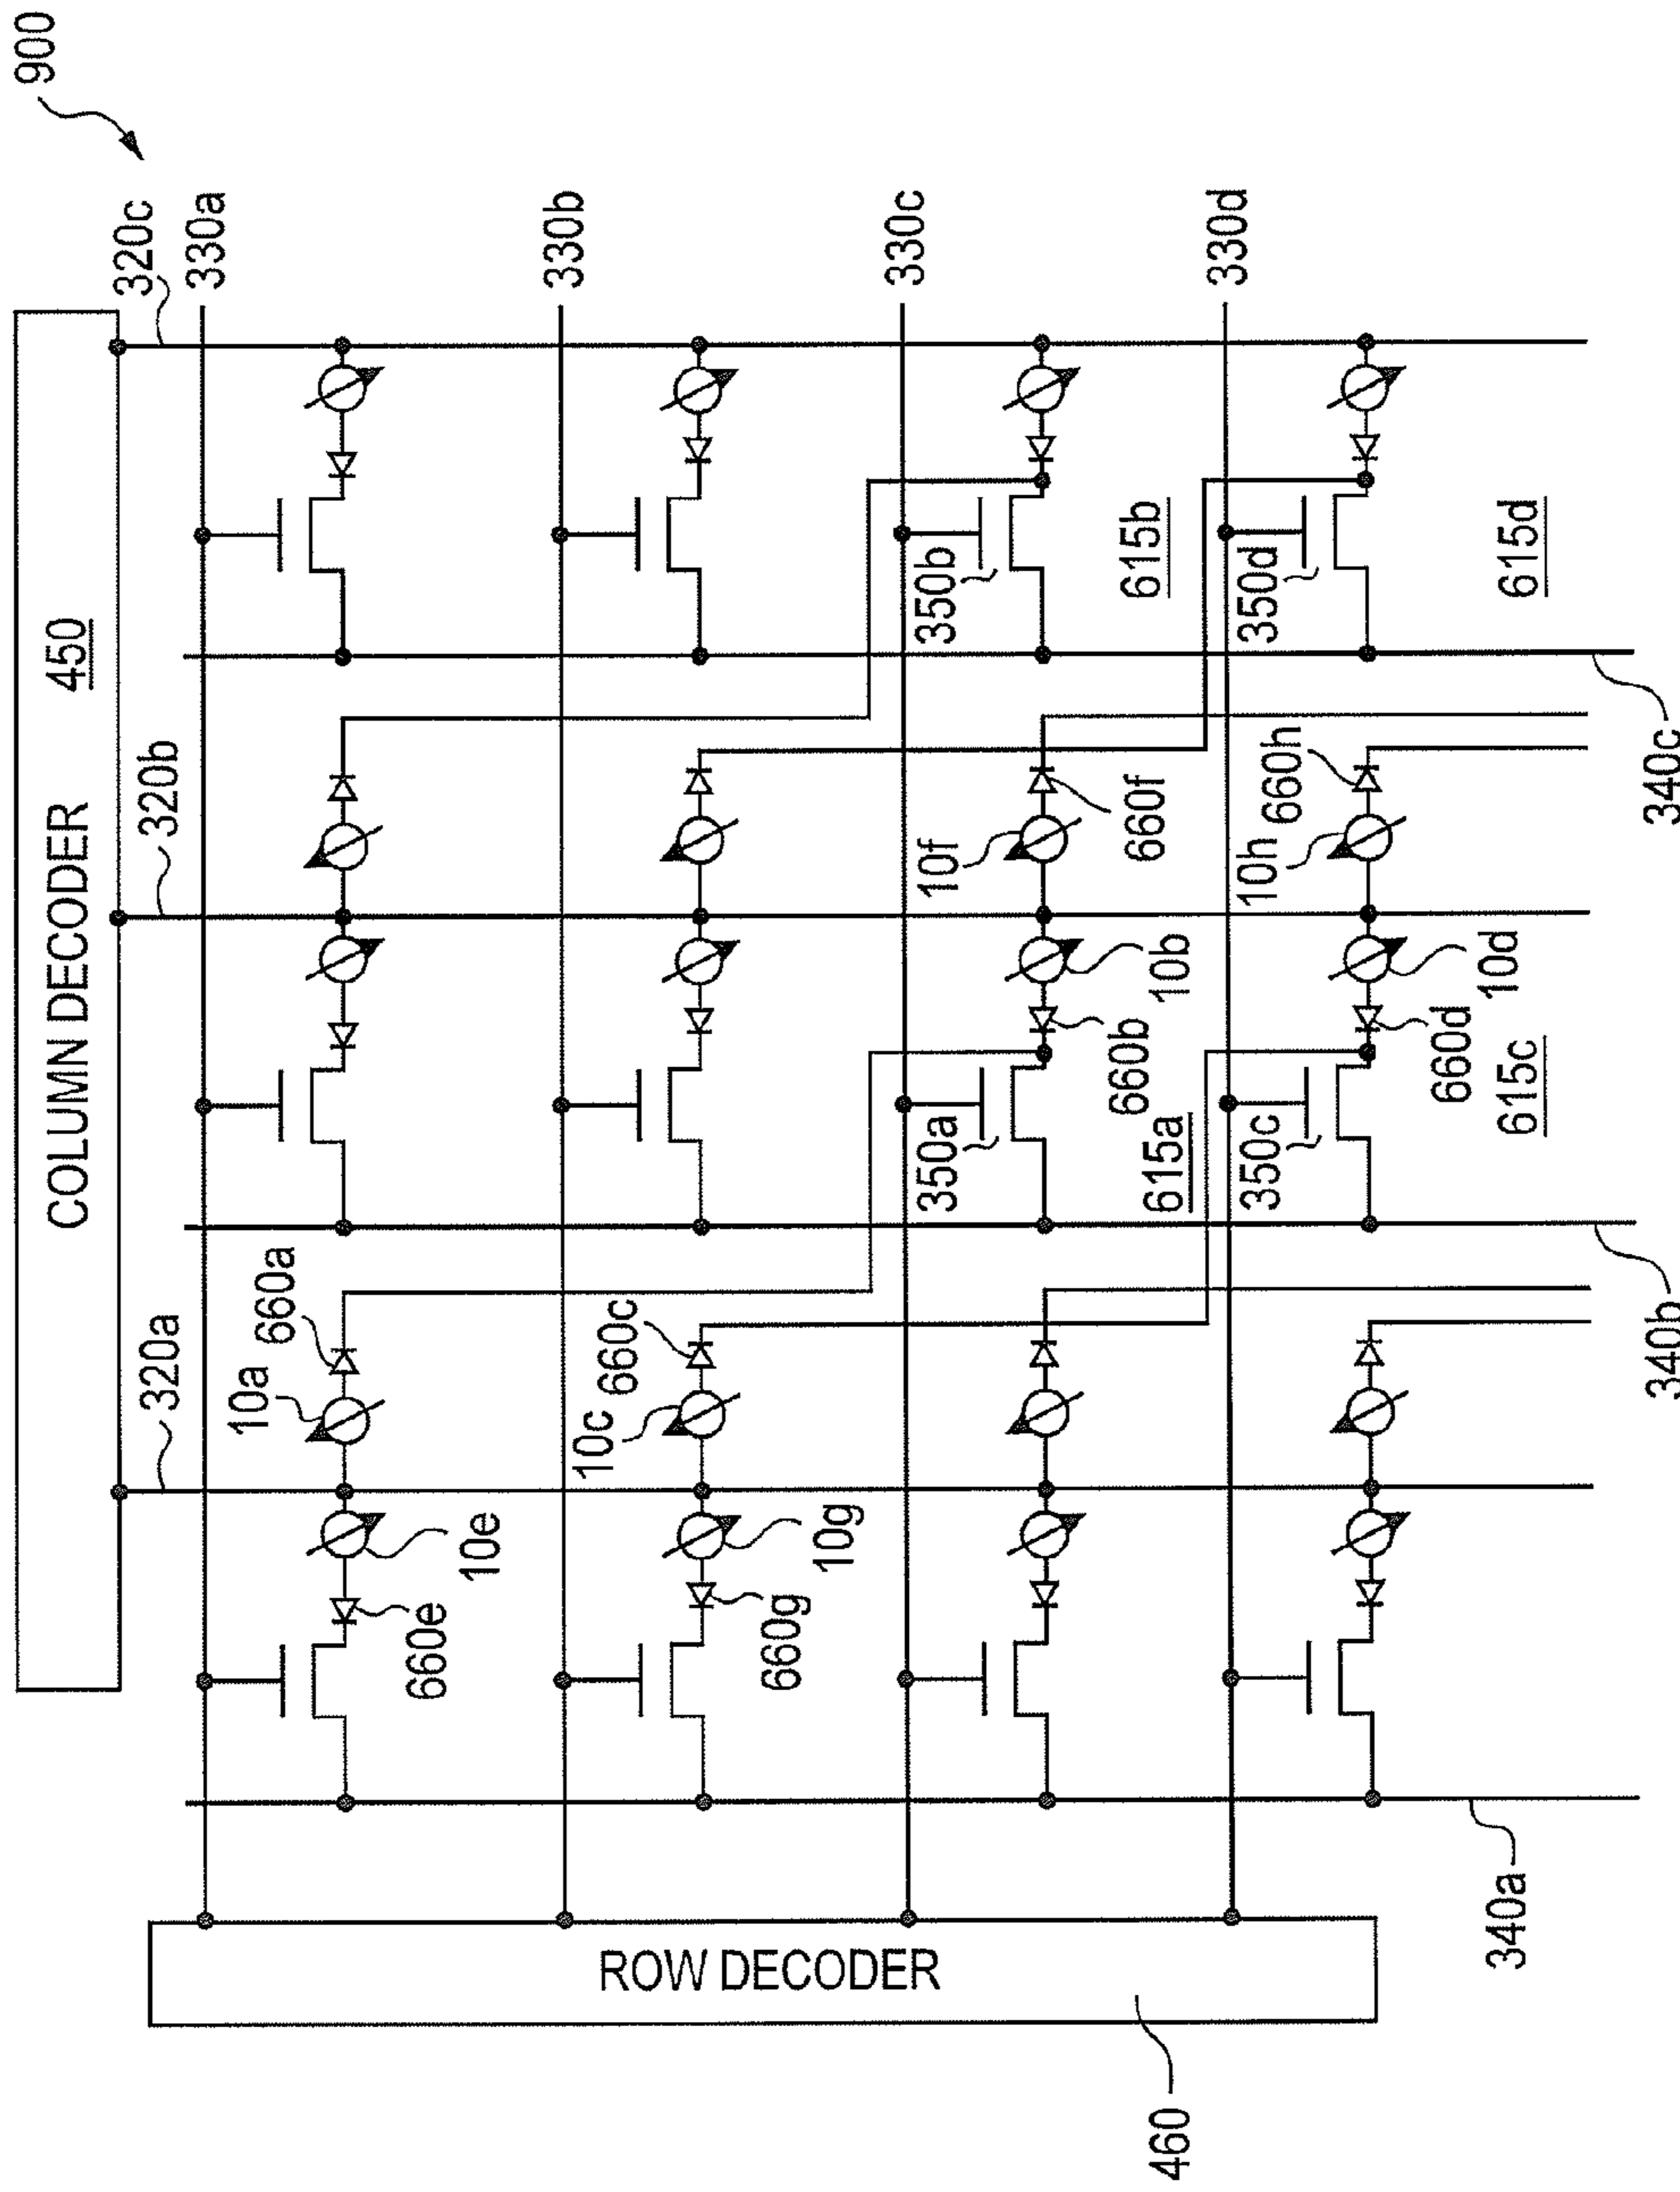 900
COLUMN DECODER 450
320a
320b
320c
330a
330b
330c
330d
10a
660a
10e
660e
10c
660c
10g
660g
350a
615a
660b
10b
10f
660f
350b
615b
350c
615c
660d
10d
10h
660h
350d
615d
340a
340b
340c
ROW DECODER
460